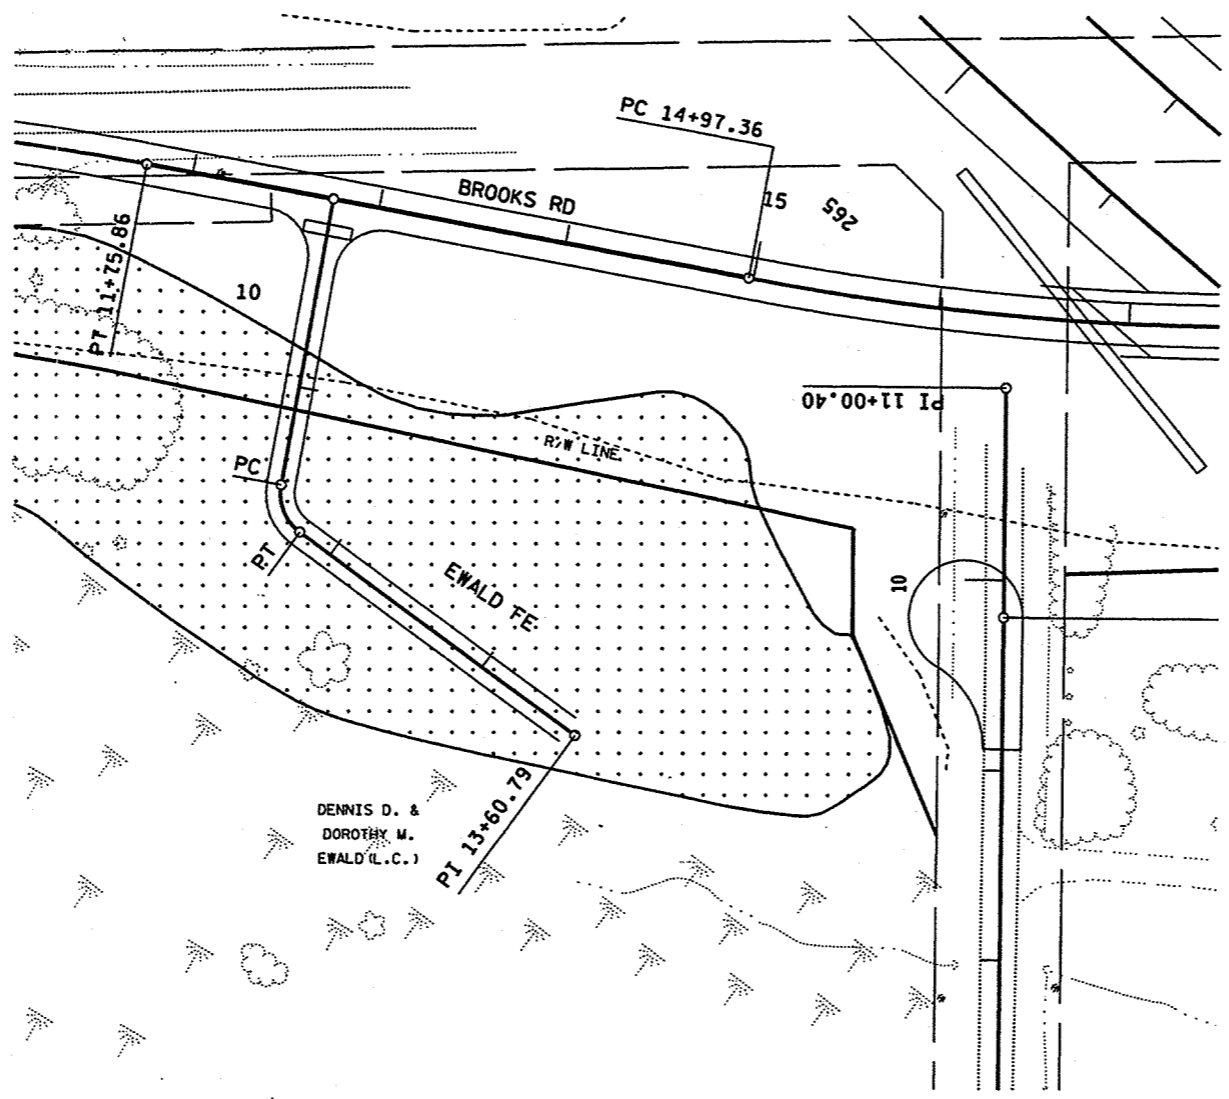 PC 14+97.36
BROOKS RD
15
265
PT 11+75.86
10
PI 11+00.40
R/W LINE
PC
PT
EWALD FE
10
PI 13+60.79
DENNIS D. &
DOROTHY M.
EWALD (L.C.)